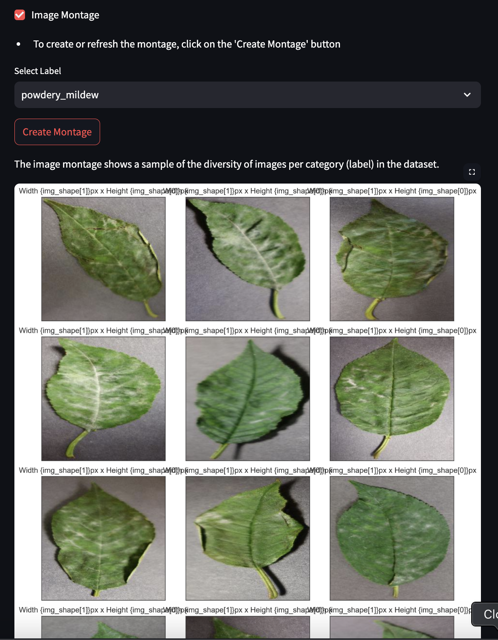 Image Montage
• To create or refresh the montage, click on the 'Create Montage' button
Select Label
powdery_mildew
Create Montage
The image montage shows a sample of the diversity of images per category (label) in the dataset.
Width {img_shape[1]}px x Height {img_shape[0]}px Width {img_shape[1]}px x Height {img_shape[0]}px Width {img_shape[1]}px x Height {img_shape[0]}px
Width {img_shape[1]}px x Height {img_shape[0]}px Width {img_shape[1]}px x Height {img_shape[0]}px Width {img_shape[1]}px x Height {img_shape[0]}px
Width {img_shape[1]}px x Height {img_shape[0]}px Width {img_shape[1]}px x Height {img_shape[0]}px Width {img_shape[1]}px x Height {img_shape[0]}px
Width {img_shape[1]}px x Height {img_shape[0]}px Width {img_shape[1]}px x Height {img_shape[0]}px Width {img_shape[1]}px x Height {img_shape[0]}p